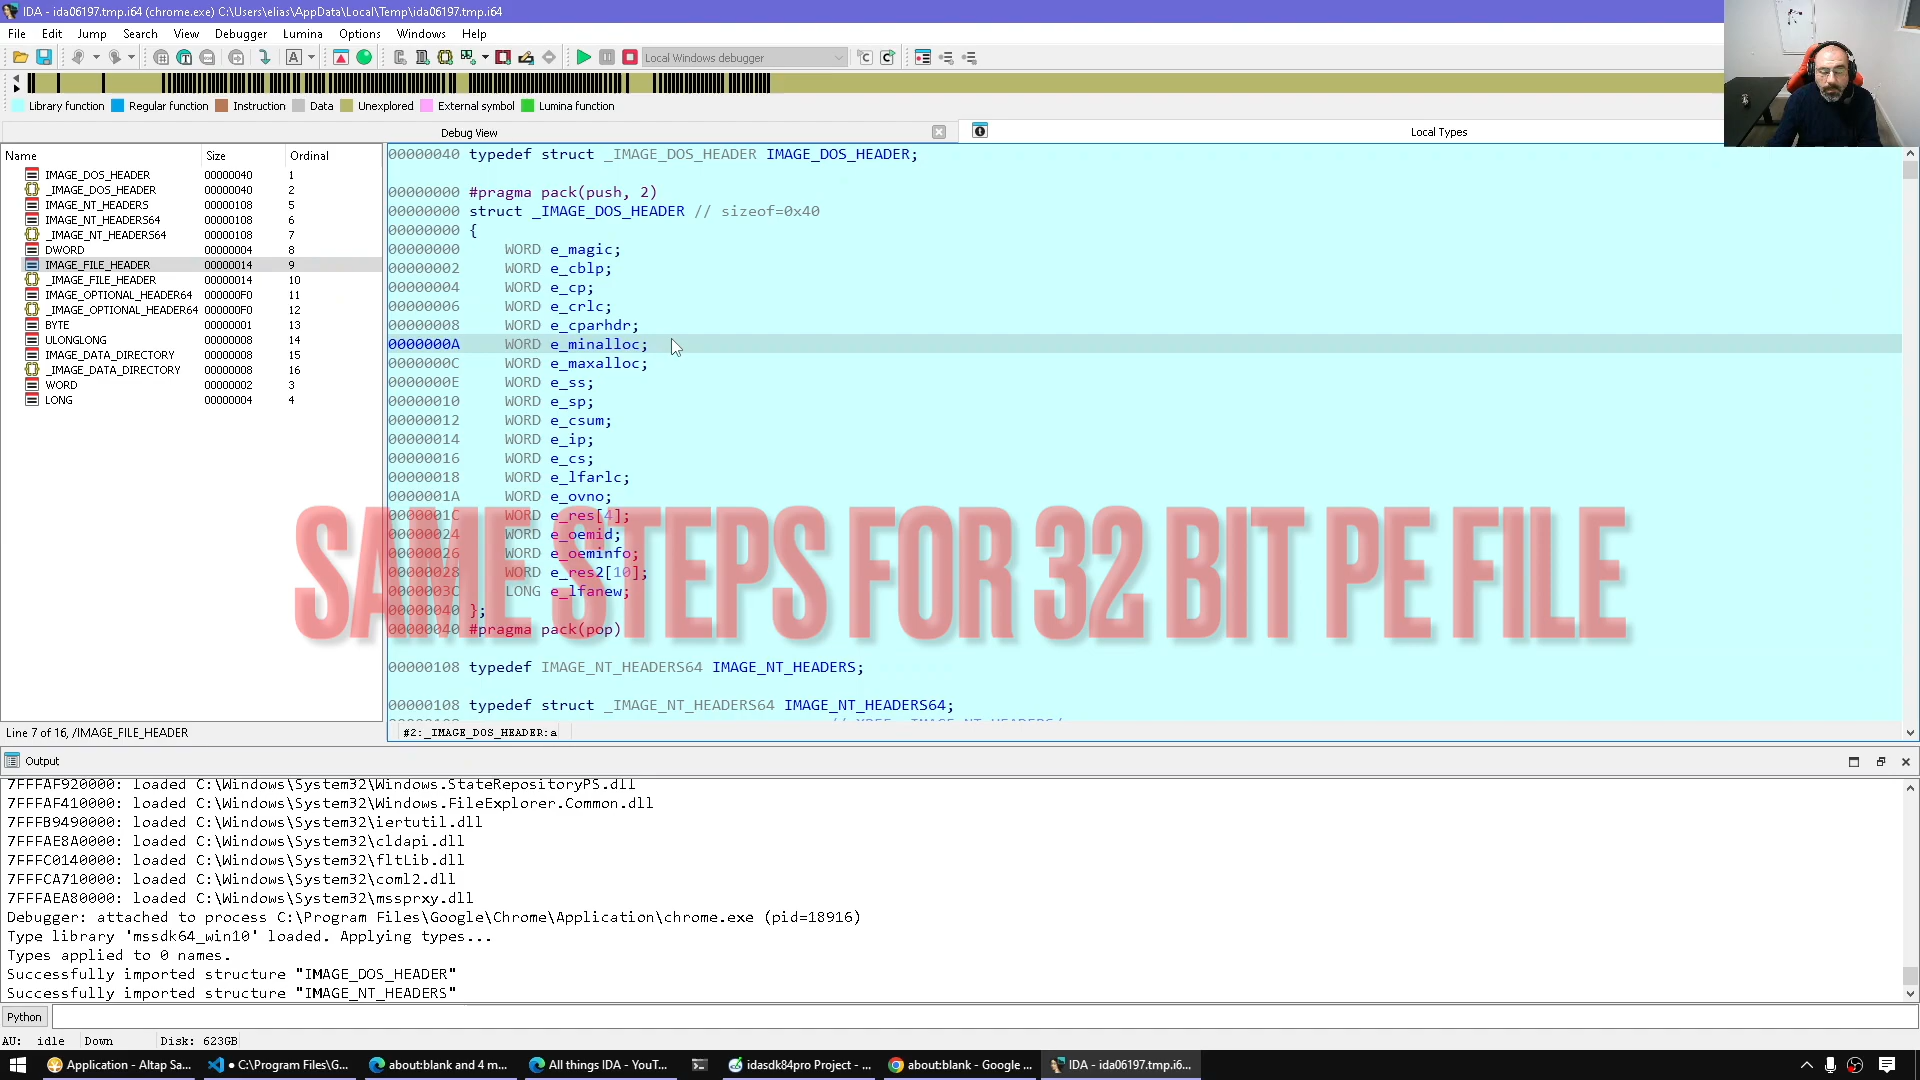 IDA - ida06197.tmp.i64 (chrome.exe) C:\Users\elias\AppData\Local\Temp\ida06197.tmp.i64
File Edit Jump Search View Debugger Lumina Options Windows Help
A Local Windows debugger
Library function Regular function Instruction Data Unexplored External symbol Lumina function
Debug View Local Types
Name Size Ordinal
IMAGE_DOS_HEADER 00000040 1
_IMAGE_DOS_HEADER 00000040 2
IMAGE_NT_HEADERS 00000108 5
IMAGE_NT_HEADERS64 00000108 6
_IMAGE_NT_HEADERS64 00000108 7
DWORD 00000004 8
IMAGE_FILE_HEADER 00000014 9
_IMAGE_FILE_HEADER 00000014 10
IMAGE_OPTIONAL_HEADER64 000000F0 11
_IMAGE_OPTIONAL_HEADER64 000000F0 12
BYTE 00000001 13
ULONGLONG 00000008 14
IMAGE_DATA_DIRECTORY 00000008 15
_IMAGE_DATA_DIRECTORY 00000008 16
WORD 00000002 3
LONG 00000004 4
Line 7 of 16, /IMAGE_FILE_HEADER
00000040 typedef struct _IMAGE_DOS_HEADER IMAGE_DOS_HEADER;
00000000 #pragma pack(push, 2)
00000000 struct _IMAGE_DOS_HEADER // sizeof=0x40
00000000 {
00000000 WORD e_magic;
00000002 WORD e_cblp;
00000004 WORD e_cp;
00000006 WORD e_crlc;
00000008 WORD e_cparhdr;
0000000A WORD e_minalloc;
0000000C WORD e_maxalloc;
0000000E WORD e_ss;
00000010 WORD e_sp;
00000012 WORD e_csum;
00000014 WORD e_ip;
00000016 WORD e_cs;
00000018 WORD e_lfarlc;
0000001A WORD e_ovno;
0000001C WORD e_res[4];
00000024 WORD e_oemid;
00000026 WORD e_oeminfo;
00000028 WORD e_res2[10];
0000003C LONG e_lfanew;
00000040 };
00000040 #pragma pack(pop)
SAME STEPS FOR 32 BIT PE FILE
00000108 typedef IMAGE_NT_HEADERS64 IMAGE_NT_HEADERS;
00000108 typedef struct _IMAGE_NT_HEADERS64 IMAGE_NT_HEADERS64;
#2:_IMAGE_DOS_HEADER:a
Output
7FFFAF920000: loaded C:\Windows\System32\Windows.StateRepositoryPS.dll
7FFFAF410000: loaded C:\Windows\System32\Windows.FileExplorer.Common.dll
7FFFB9490000: loaded C:\Windows\System32\iertutil.dll
7FFFAE8A0000: loaded C:\Windows\System32\cldapi.dll
7FFFC0140000: loaded C:\Windows\System32\fltLib.dll
7FFFCA710000: loaded C:\Windows\System32\coml2.dll
7FFFAEA80000: loaded C:\Windows\System32\mssprxy.dll
Debugger: attached to process C:\Program Files\Google\Chrome\Application\chrome.exe (pid=18916)
Type library 'mssdk64_win10' loaded. Applying types...
Types applied to 0 names.
Successfully imported structure "IMAGE_DOS_HEADER"
Successfully imported structure "IMAGE_NT_HEADERS"
Python
AU: idle Down Disk: 623GB
Application - Altap Sa... ● C:\Program Files\G... about:blank and 4 m... All things IDA - YouT... idasdk84pro Project - ... about:blank - Google ... IDA - ida06197.tmp.i6...